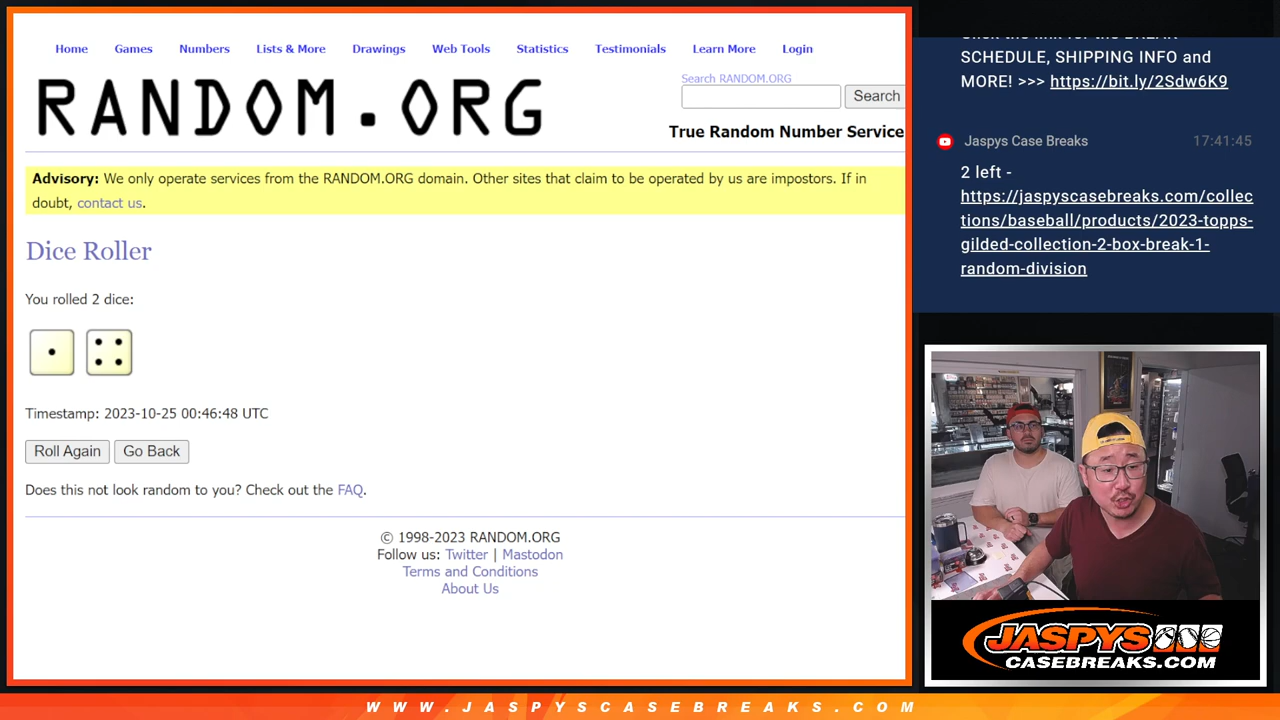 Home Games Numbers Lists & More Drawings Web Tools Statistics Testimonials Learn More Login
RANDOM.ORG
Search RANDOM.ORG
Search
True Random Number Service
Advisory: We only operate services from the RANDOM.ORG domain. Other sites that claim to be operated by us are impostors. If in
doubt, contact us.
Dice Roller
You rolled 2 dice:
Timestamp: 2023-10-25 00:46:48 UTC
Roll Again Go Back
Does this not look random to you? Check out the FAQ.
© 1998-2023 RANDOM.ORG
Follow us: Twitter | Mastodon
Terms and Conditions
About Us
SCHEDULE, SHIPPING INFO and
MORE! >>> https://bit.ly/2Sdw6K9
Jaspys Case Breaks 17:41:45
2 left -
https://jaspyscasebreaks.com/collec
tions/baseball/products/2023-topps-
gilded-collection-2-box-break-1-
random-division
JASPYS
CASEBREAKS.COM
WWW.JASPYSCASEBREAKS.COM